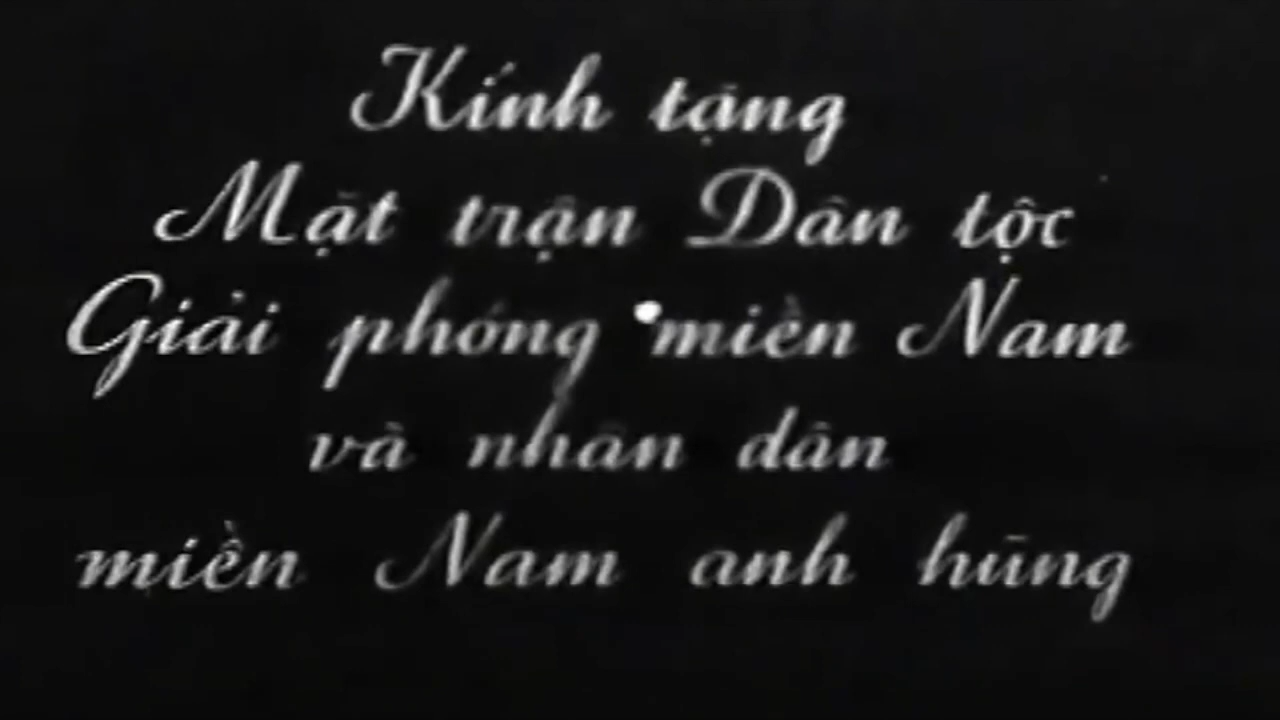 Kính tặng
Mặt trận Dân tộc
Giải phóng miền Nam
và nhân dân
miền Nam anh hùng